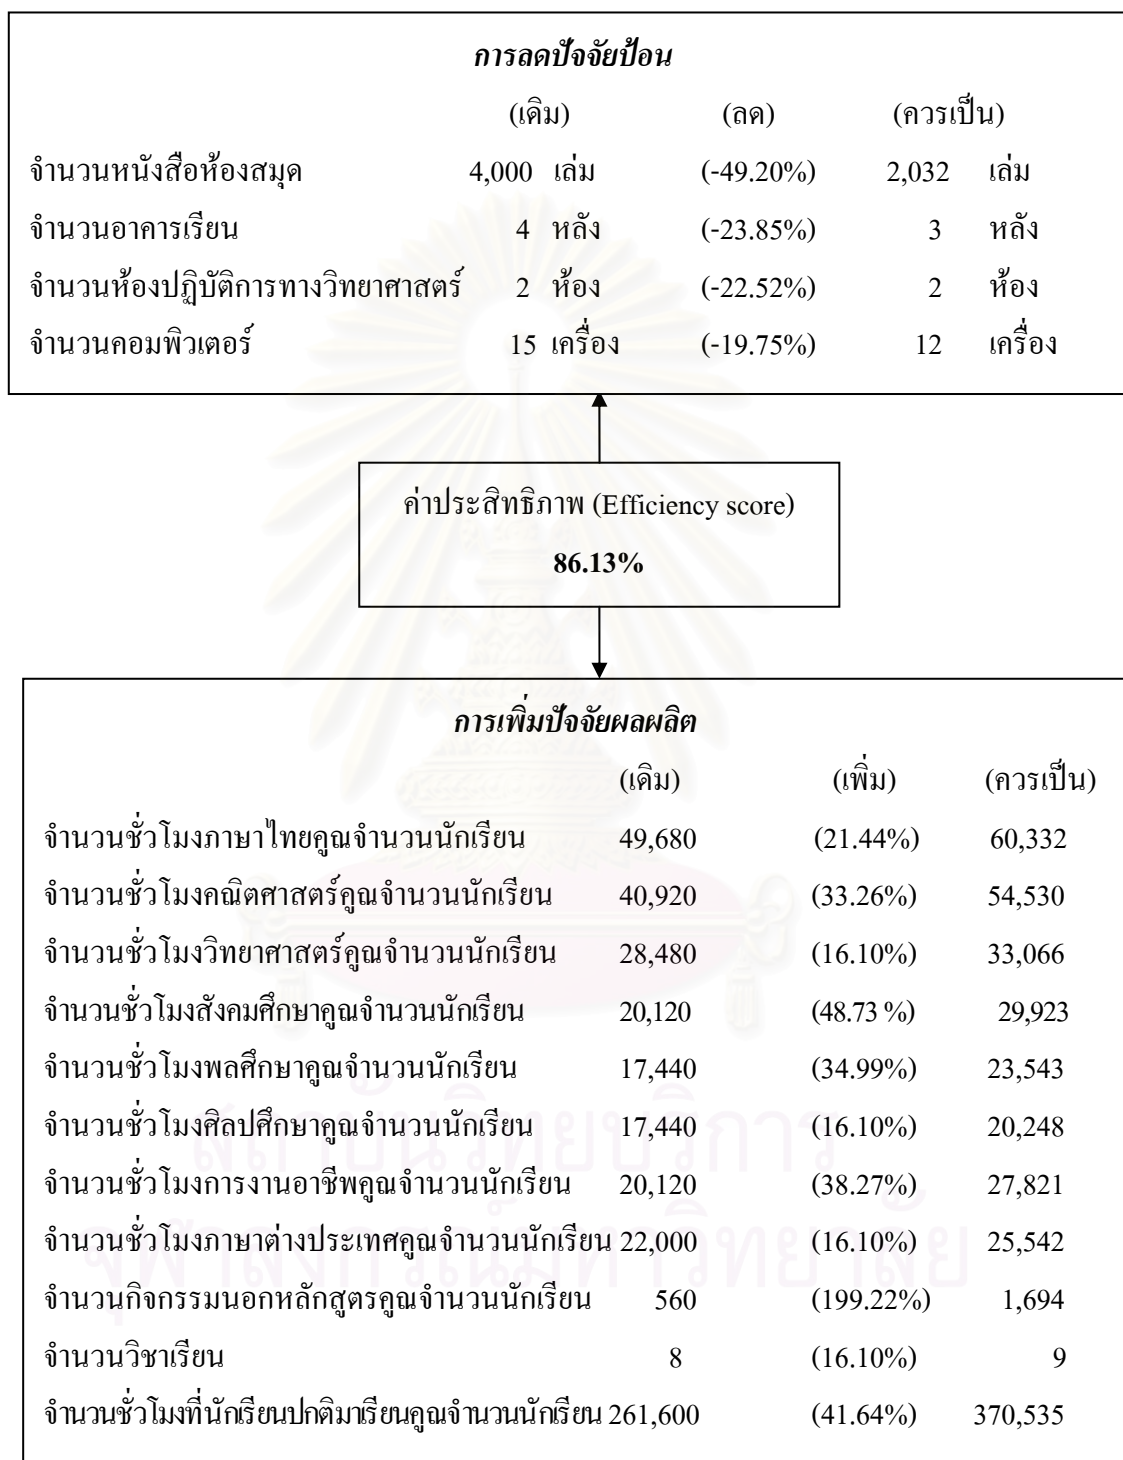 การลดปัจจัยป้อน
(เดิม) (ลด) (ควรเป็น)
จำนวนหนังสือห้องสมุด 4,000 เล่ม (-49.20%) 2,032 เล่ม
จำนวนอาคารเรียน 4 หลัง (-23.85%) 3 หลัง
จำนวนห้องปฏิบัติการทางวิทยาศาสตร์ 2 ห้อง (-22.52%) 2 ห้อง
จำนวนคอมพิวเตอร์ 15 เครื่อง (-19.75%) 12 เครื่อง
ค่าประสิทธิภาพ (Efficiency score)
86.13%
การเพิ่มปัจจัยผลผลิต
(เดิม) (เพิ่ม) (ควรเป็น)
จำนวนชั่วโมงภาษาไทยคูณจำนวนนักเรียน 49,680 (21.44%) 60,332
จำนวนชั่วโมงคณิตศาสตร์คูณจำนวนนักเรียน 40,920 (33.26%) 54,530
จำนวนชั่วโมงวิทยาศาสตร์คูณจำนวนนักเรียน 28,480 (16.10%) 33,066
จำนวนชั่วโมงสังคมศึกษาคูณจำนวนนักเรียน 20,120 (48.73 %) 29,923
จำนวนชั่วโมงพลศึกษาคูณจำนวนนักเรียน 17,440 (34.99%) 23,543
จำนวนชั่วโมงศิลปศึกษาคูณจำนวนนักเรียน 17,440 (16.10%) 20,248
จำนวนชั่วโมงการงานอาชีพคูณจำนวนนักเรียน 20,120 (38.27%) 27,821
จำนวนชั่วโมงภาษาต่างประเทศคูณจำนวนนักเรียน 22,000 (16.10%) 25,542
จำนวนกิจกรรมนอกหลักสูตรคูณจำนวนนักเรียน 560 (199.22%) 1,694
จำนวนวิชาเรียน 8 (16.10%) 9
จำนวนชั่วโมงที่นักเรียนปกติมาเรียนคูณจำนวนนักเรียน 261,600 (41.64%) 370,535
สถาบันวิทยบริการ
จุฬาลงกรณ์มหาวิทยาลัย